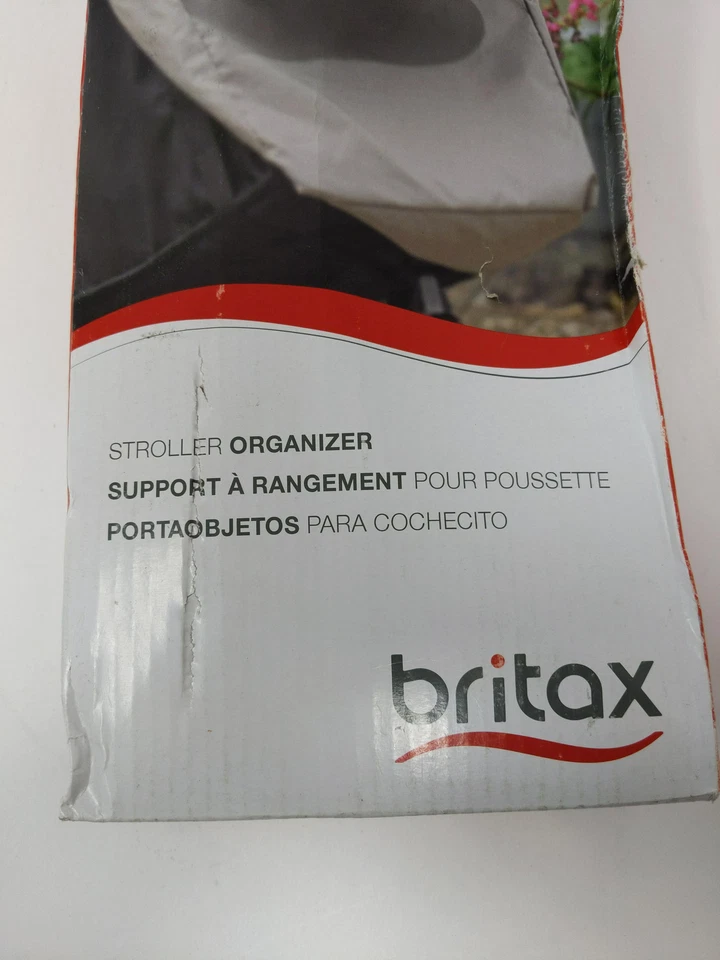 STROLLER ORGANIZER
SUPPORT À RANGEMENT POUR POUSSETTE
PORTAOBJETOS PARA COCHECITO
britax